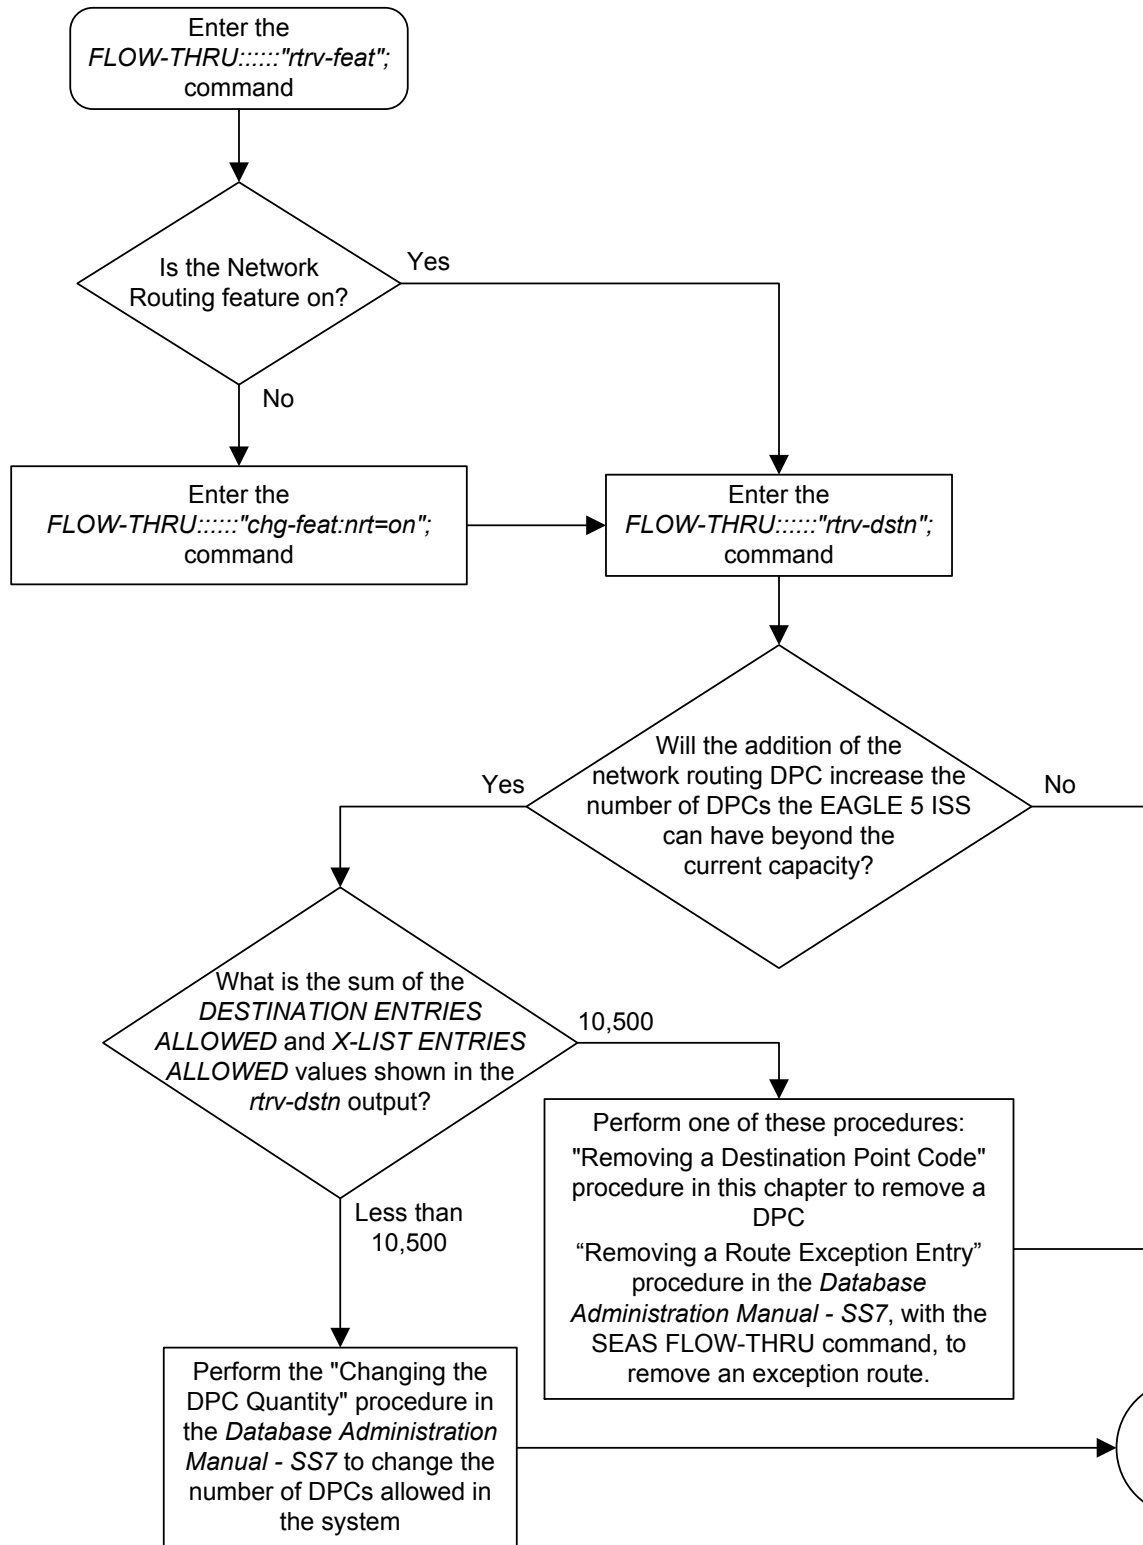 Enter the
FLOW-THRU::::::"rtrv-feat";
command
Is the Network
Routing feature on?
Yes
No
Enter the
FLOW-THRU::::::"chg-feat:nrt=on";
command
Enter the
FLOW-THRU::::::"rtrv-dstn";
command
Will the addition of the
network routing DPC increase the
number of DPCs the EAGLE 5 ISS
can have beyond the
current capacity?
Yes
No
What is the sum of the
DESTINATION ENTRIES
ALLOWED and X-LIST ENTRIES
ALLOWED values shown in the
rtrv-dstn output?
10,500
Less than
10,500
Perform one of these procedures:
"Removing a Destination Point Code"
procedure in this chapter to remove a
DPC
“Removing a Route Exception Entry”
procedure in the Database
Administration Manual - SS7, with the
SEAS FLOW-THRU command, to
remove an exception route.
Perform the "Changing the
DPC Quantity" procedure in
the Database Administration
Manual - SS7 to change the
number of DPCs allowed in
the system